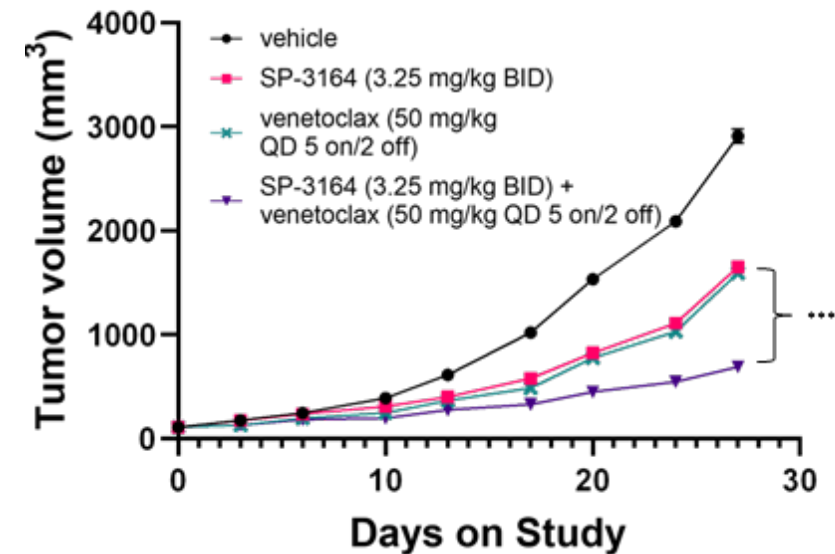 4000
3000
2000
1000
0
Tumor volume (mm³)
vehicle
SP-3164 (3.25 mg/kg BID)
venetoclax (50 mg/kg
QD 5 on/2 off)
SP-3164 (3.25 mg/kg BID) +
venetoclax (50 mg/kg QD 5 on/2 off)
****
0
10
20
30
Days on Study